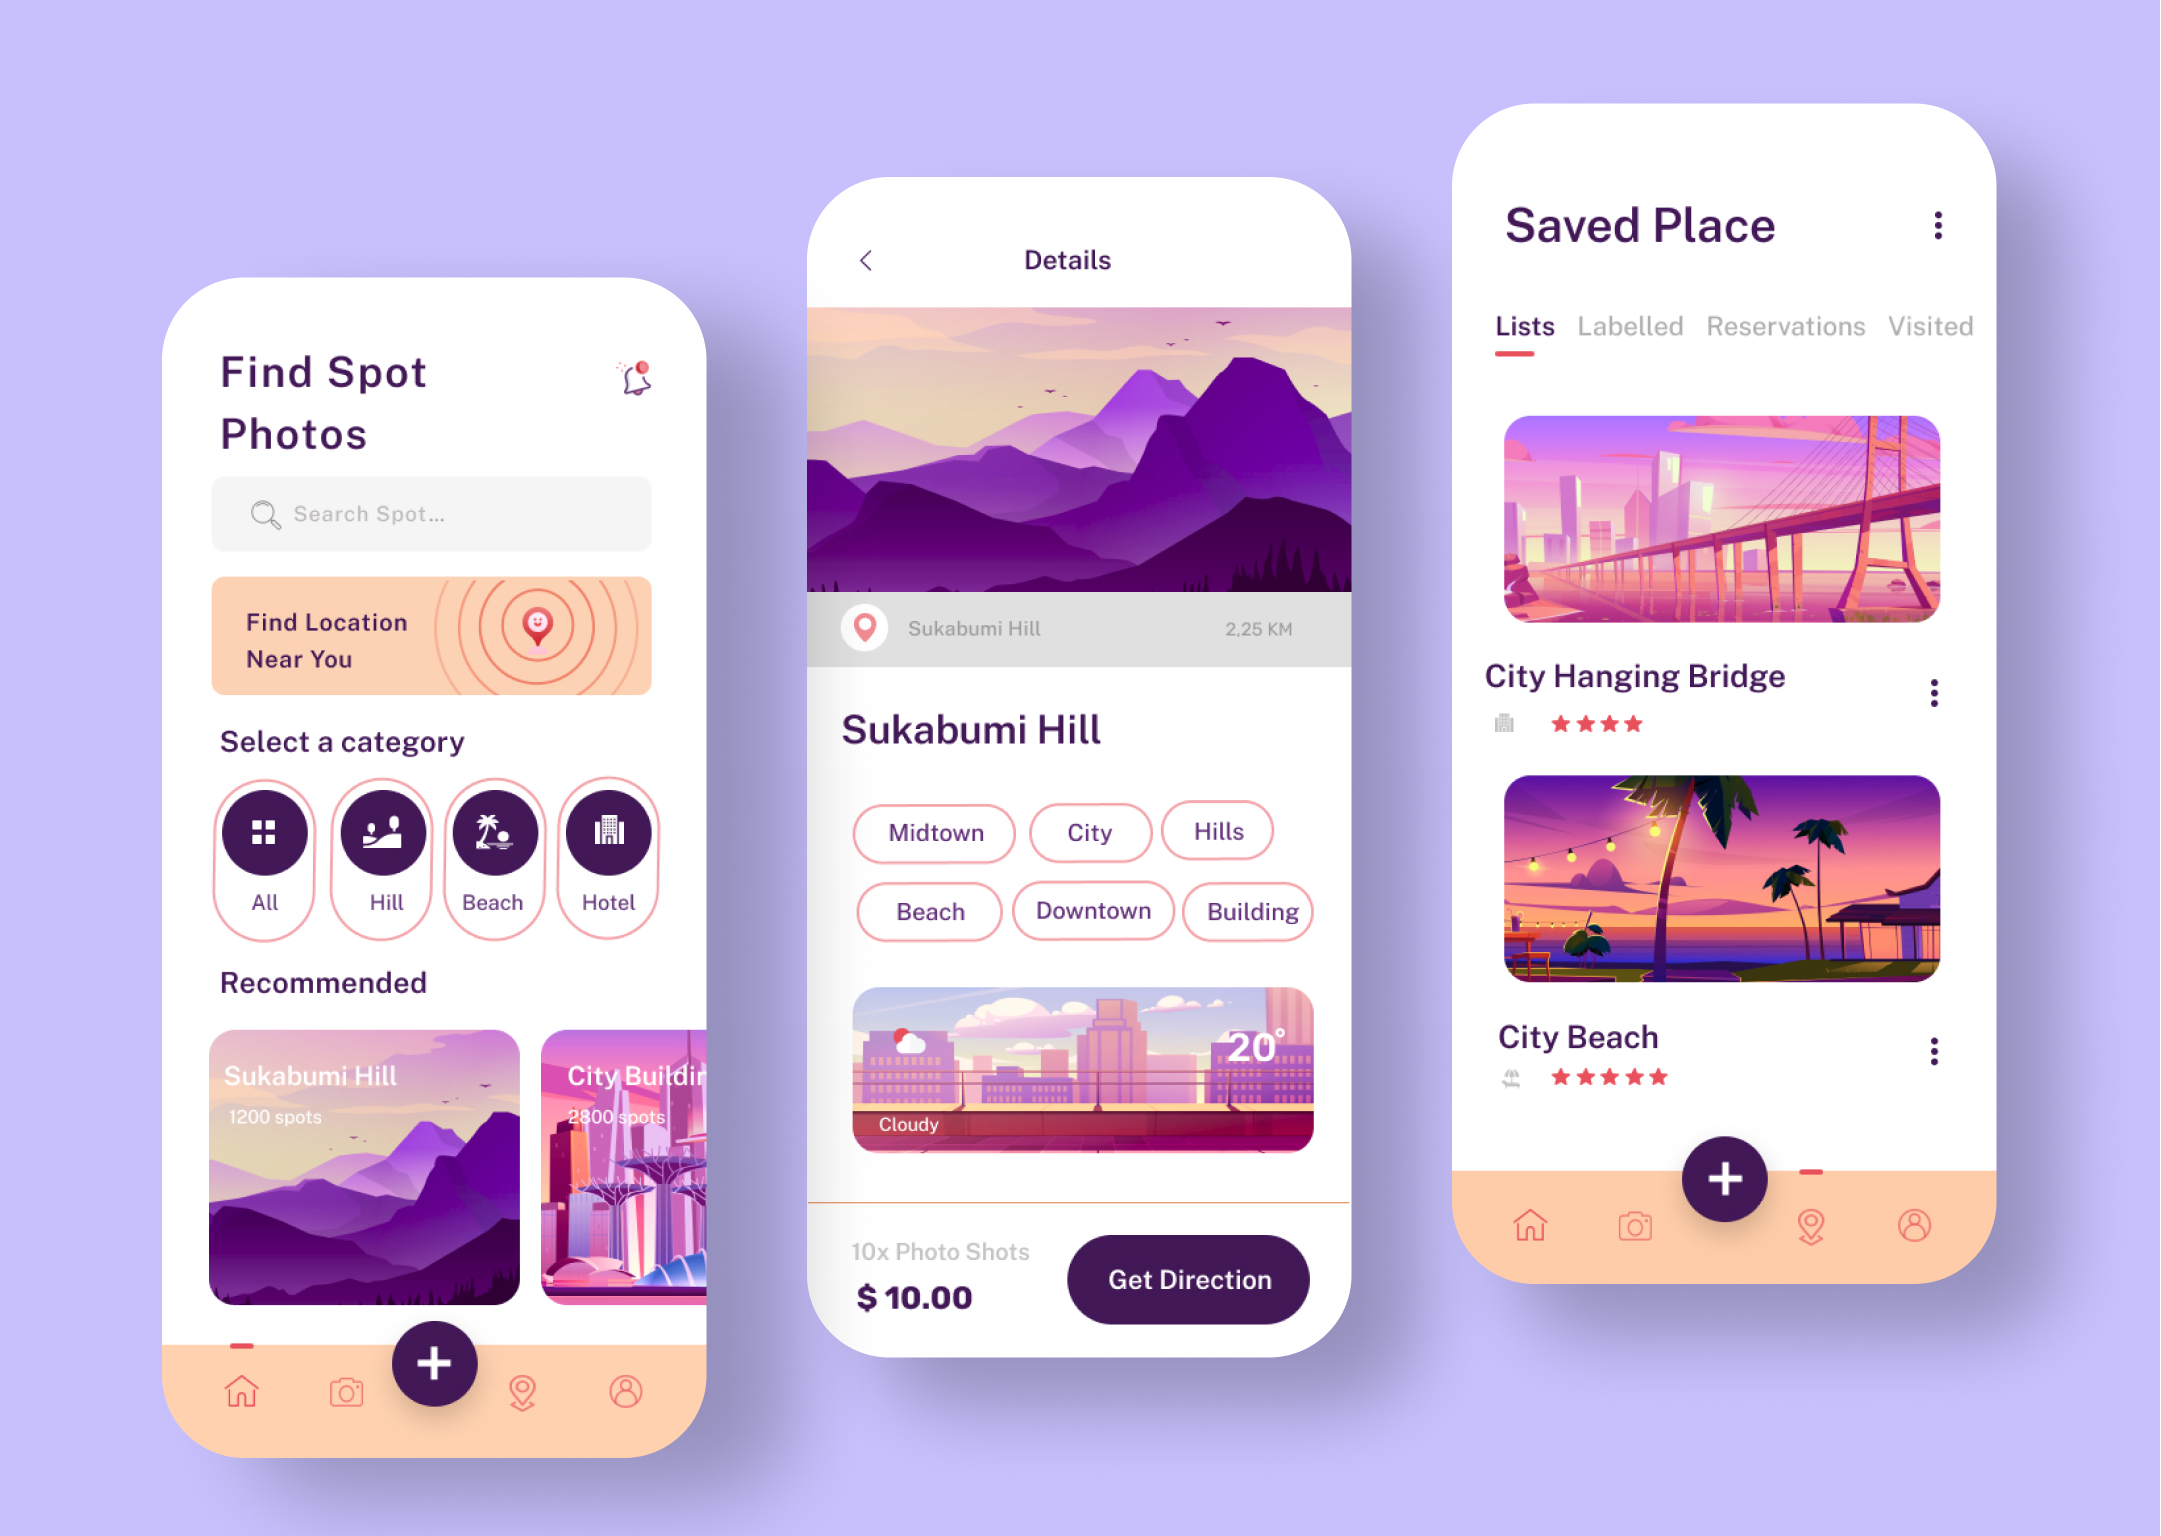 Find Spot
Photos
Search Spot...
Find Location
Near You
Select a category
All
Hill
Beach
Hotel
Recommended
Sukabumi Hill
1200 spots
City Buildin
2800 spots
Details
Sukabumi Hill
2,25 KM
Sukabumi Hill
Midtown
City
Hills
Beach
Downtown
Building
20°
Cloudy
10x Photo Shots
$ 10.00
Get Direction
Saved Place
Lists Labelled Reservations Visited
City Hanging Bridge
City Beach